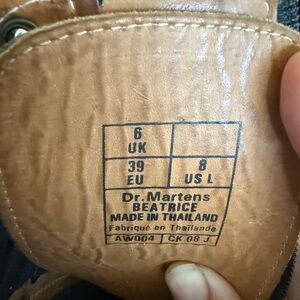 6
UK
39 8
EU US L
Dr.Martens
BEATRICE
MADE IN THAILAND
Fabriqué en Thaïlande
AW004 CK 08 J